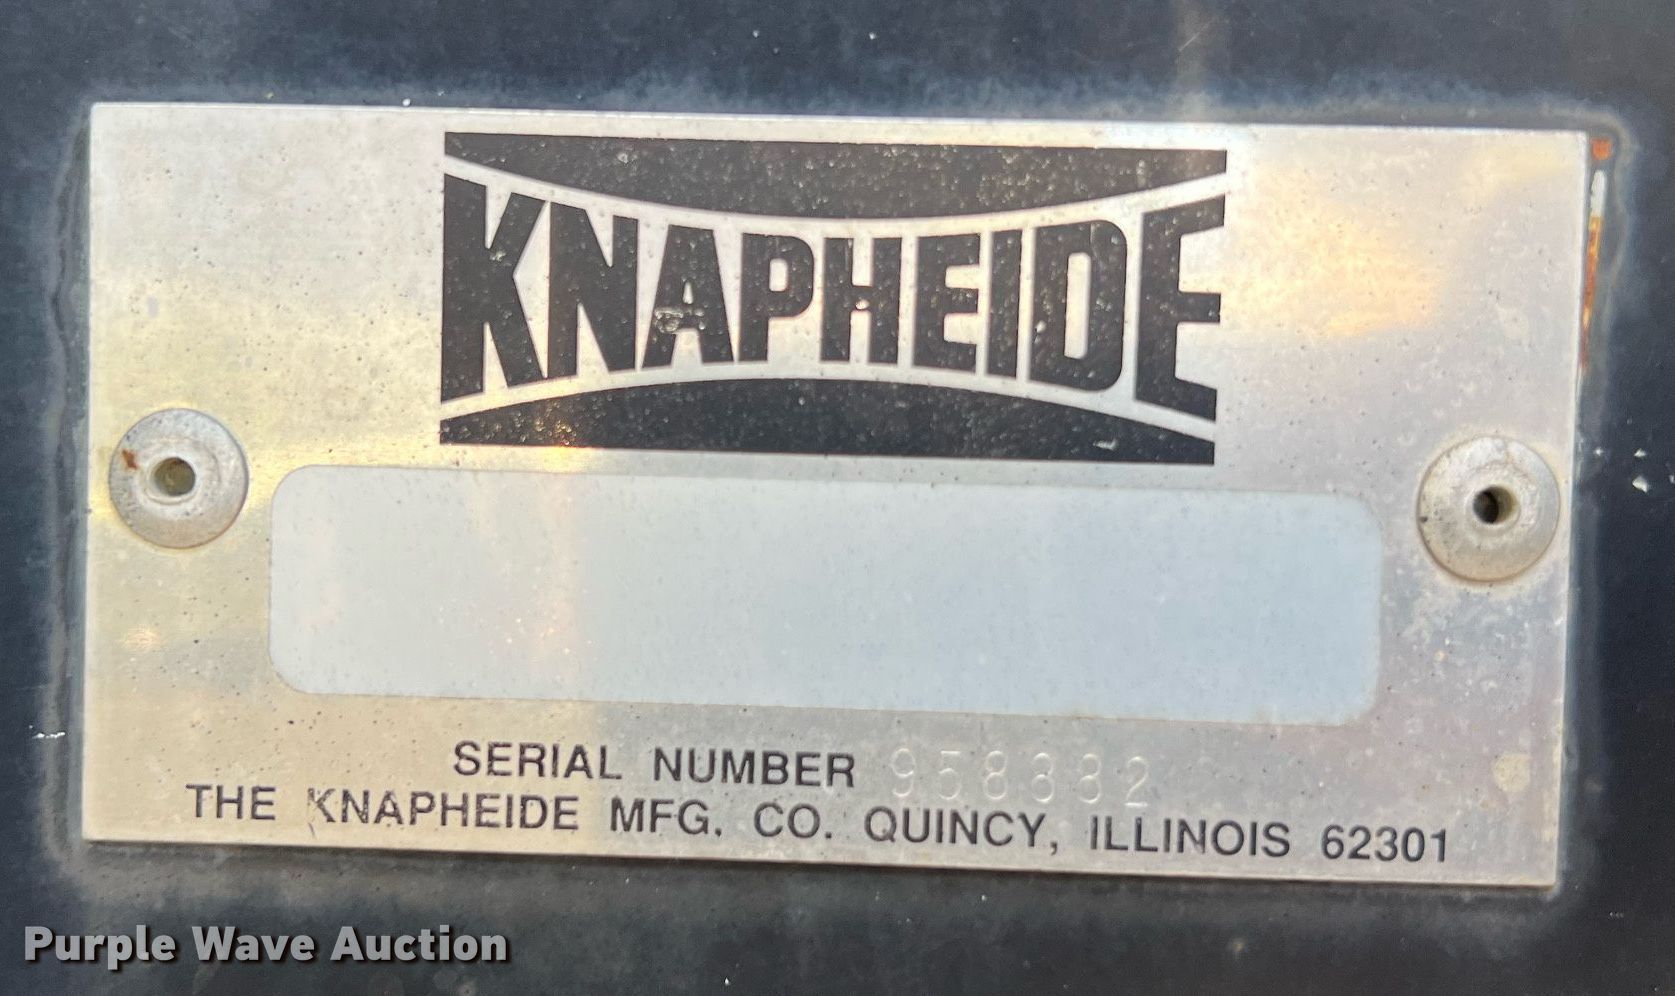 KNAPHEIDE
SERIAL NUMBER 958382
THE KNAPHEIDE MFG. CO. QUINCY, ILLINOIS 62301
Purple Wave Auction